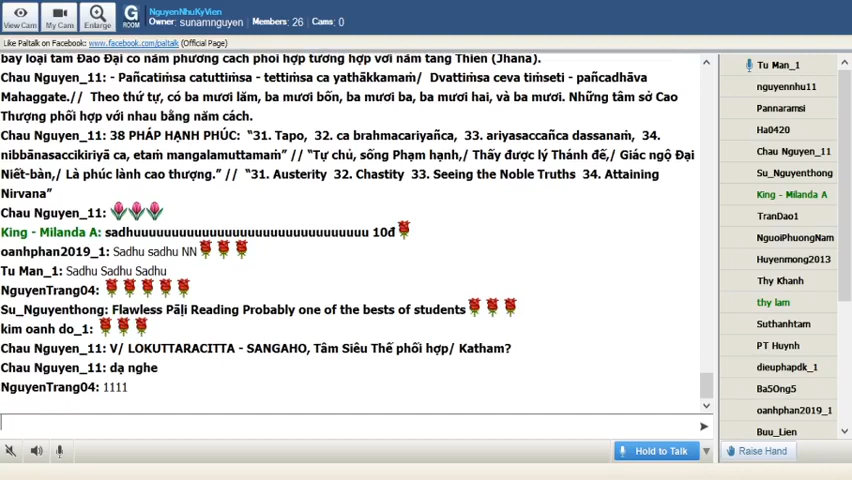 View Cam
My Cam
Enlarge
G
ROOM
NguyenNhuKyVien
Owner: sunamnguyen Members: 26 Cams: 0
Like Paltalk on Facebook: www.facebook.com/paltalk (Official Page)
bảy loại tâm Đáo Đại có năm phương cách phối hợp tương hợp với năm tầng Thiền (Jhana).
Chau Nguyen_11: - Pañcatiṁsa catuttiṁsa - tettiṁsa ca yathākkamaṁ/ Dvattiṁsa ceva tiṁseti - pañcadhāva
Mahaggate.// Theo thứ tự, có ba mươi lăm, ba mươi bốn, ba mươi ba, ba mươi hai, và ba mươi. Những tâm sở Cao
Thượng phối hợp với nhau bằng năm cách.
Chau Nguyen_11: 38 PHÁP HẠNH PHÚC: “31. Tapo, 32. ca brahmacariyañca, 33. ariyasaccañca dassanaṁ, 34.
nibbānasaccikiriyā ca, etaṁ mangalamuttamaṁ” // “Tự chủ, sống Phạm hạnh,/ Thấy được lý Thánh đế,/ Giác ngộ Đại
Niết-bàn,/ Là phúc lành cao thượng.” // “31. Austerity 32. Chastity 33. Seeing the Noble Truths 34. Attaining
Nirvana”
Chau Nguyen_11:
King - Milanda A: sadhuuuuuuuuuuuuuuuuuuuuuuuuuuuuuuu 10đ
oanhphan2019_1: Sadhu sadhu NN
Tu Man_1: Sadhu Sadhu Sadhu
NguyenTrang04:
Su_Nguyenthong: Flawless Pāḷi Reading Probably one of the bests of students
kim oanh do_1:
Chau Nguyen_11: V/ LOKUTTARACITTA - SANGAHO, Tâm Siêu Thế phối hợp/ Katham?
Chau Nguyen_11: dạ nghe
NguyenTrang04: 1111
Hold to Talk
Tu Man_1
nguyennhu11
Pannaramsi
Ha0420
Chau Nguyen_11
Su_Nguyenthong
King - Milanda A
TranDao1
NguoiPhuongNam
Huyenmong2013
Thy Khanh
thy lam
Suthanhtam
PT Huynh
dieuphapdk_1
Ba5Ong5
oanhphan2019_1
Buu_Lien
Raise Hand